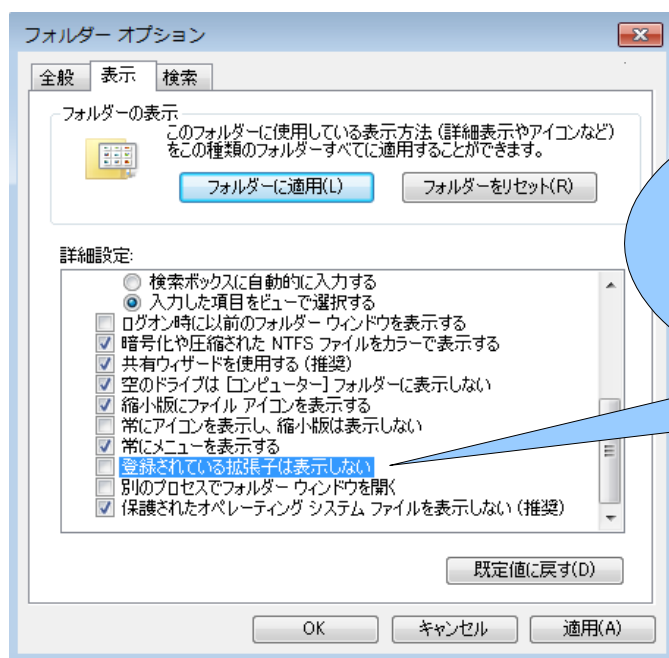 フォルダー オプション
全般 表示 検索
フォルダーの表示
このフォルダーに使用している表示方法 (詳細表示やアイコンなど)
をこの種類のフォルダーすべてに適用することができます。
フォルダーに適用(L) フォルダーをリセット(R)
詳細設定:
検索ボックスに自動的に入力する
入力した項目をビューで選択する
ログオン時に以前のフォルダー ウィンドウを表示する
暗号化や圧縮された NTFS ファイルをカラーで表示する
共有ウィザードを使用する (推奨)
空のドライブは [コンピューター] フォルダーに表示しない
縮小版にファイル アイコンを表示する
常にアイコンを表示し、縮小版は表示しない
常にメニューを表示する
登録されている拡張子は表示しない
別のプロセスでフォルダー ウィンドウを開く
保護されたオペレーティング システム ファイルを表示しない (推奨)
既定値に戻す(D)
OK キャンセル 適用(A)